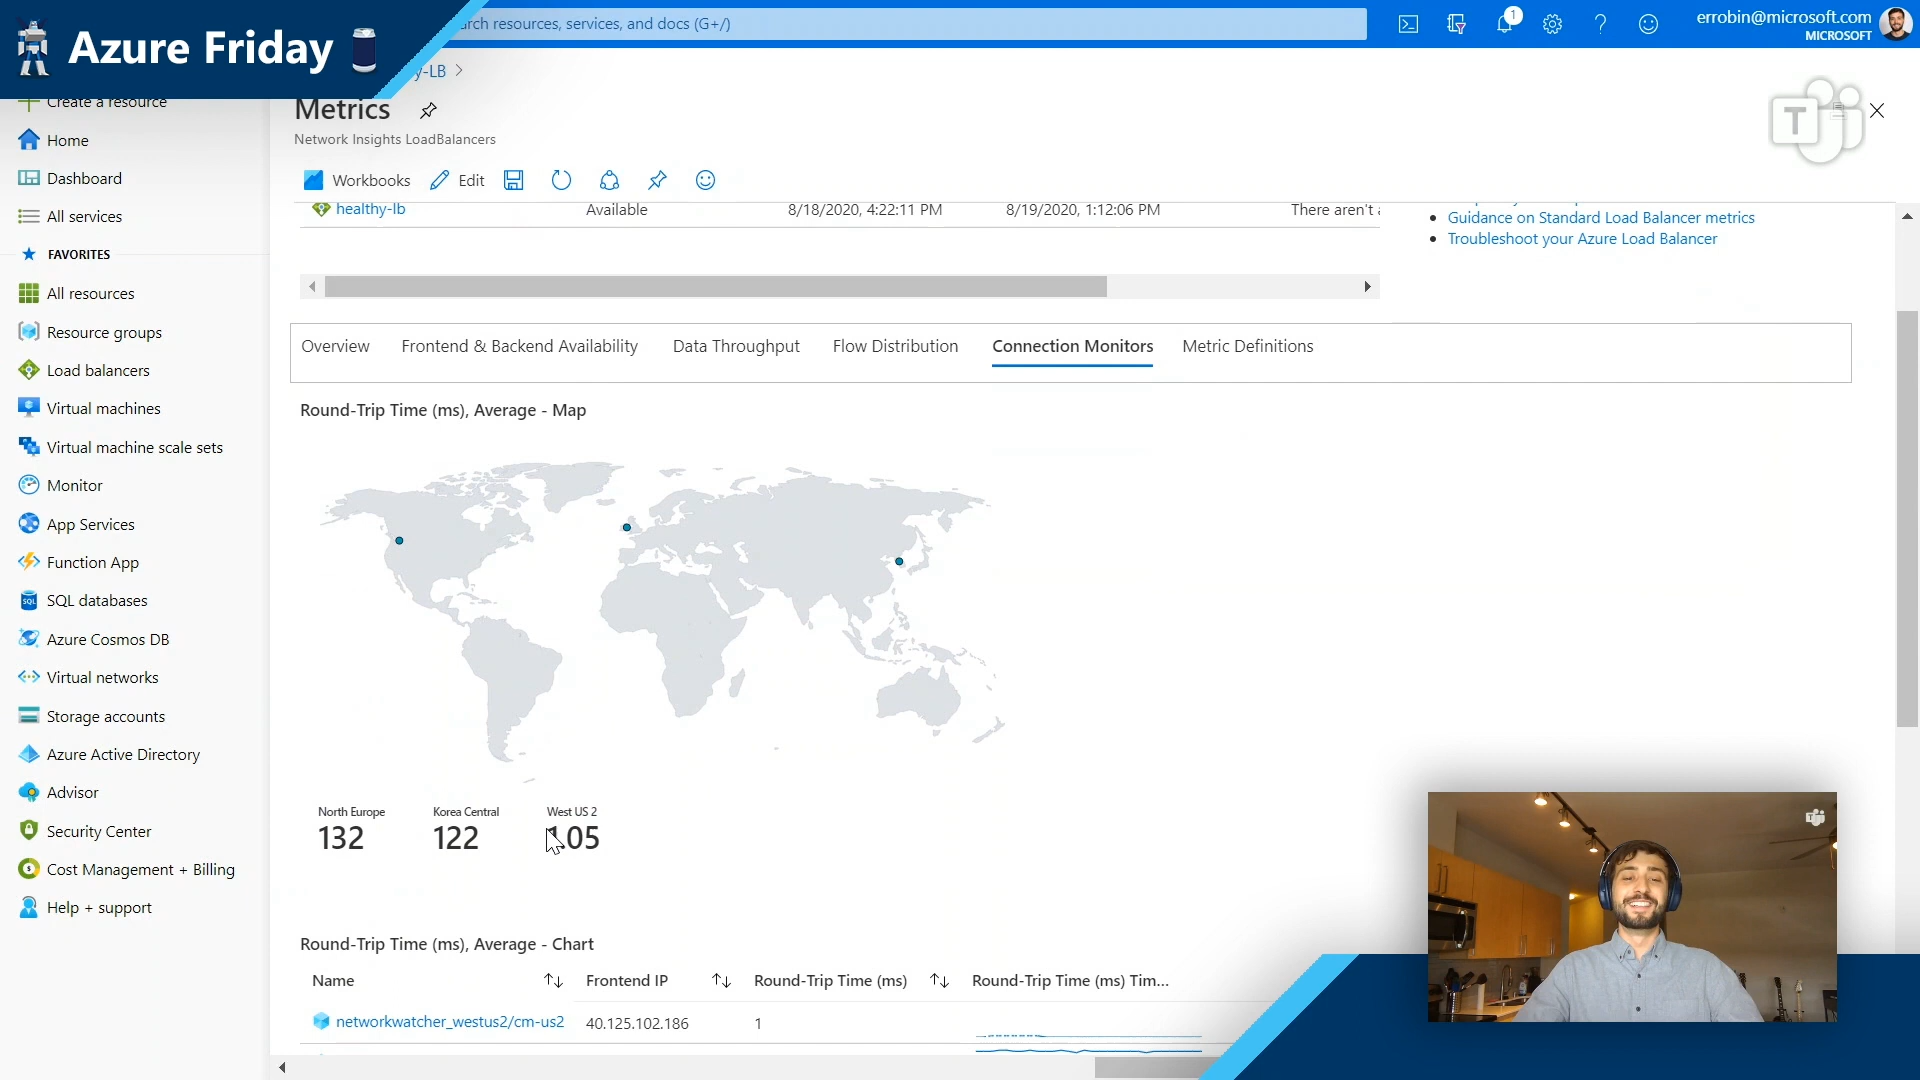 Azure Friday
rch resources, services, and docs (G+/)
1
errobin@microsoft.com
MICROSOFT
y-LB
Create a resource
Home
Dashboard
All services
FAVORITES
All resources
Resource groups
Load balancers
Virtual machines
Virtual machine scale sets
Monitor
App Services
Function App
SQL
SQL databases
Azure Cosmos DB
Virtual networks
Storage accounts
Azure Active Directory
Advisor
Security Center
Cost Management + Billing
Help + support
Metrics
Network Insights LoadBalancers
T
Workbooks
Edit
healthy-lb Available 8/18/2020, 4:22:11 PM 8/19/2020, 1:12:06 PM There aren't a
Guidance on Standard Load Balancer metrics
Troubleshoot your Azure Load Balancer
Overview Frontend & Backend Availability Data Throughput Flow Distribution Connection Monitors Metric Definitions
Round-Trip Time (ms), Average - Map
North Europe Korea Central West US 2
132 122 105
Round-Trip Time (ms), Average - Chart
Name Frontend IP Round-Trip Time (ms) Round-Trip Time (ms) Tim...
networkwatcher_westus2/cm-us2 40.125.102.186 1